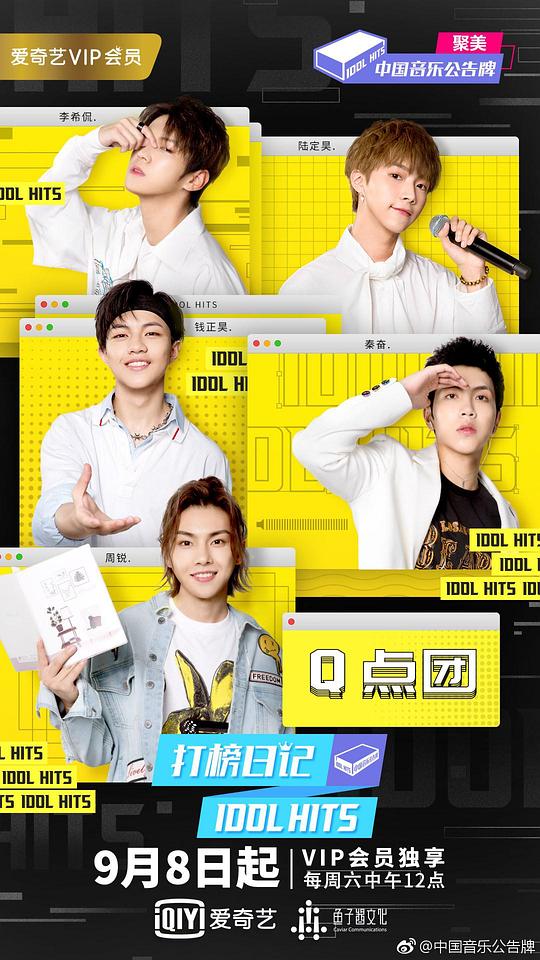 爱奇艺VIP会员
聚美
IDOL HITS
中国音乐公告牌
李希侃.
陆定昊.
IDOL HITS
IDOL HITS
钱正昊.
秦奋.
IDOL
IDOL HI
IDOL HITS
IDOL HITS
IDOL HITS IDO
周锐.
FREEDOM
Q点团
打榜日记
IDOL HITS
L HITS
IDOL HITS
TS IDOL HITS
IDOL HITS
9月8日起
VIP会员独享
每周六中午12点
iQIYI 爱奇艺
鱼子酱文化
Caviar Communications
@中国音乐公告牌